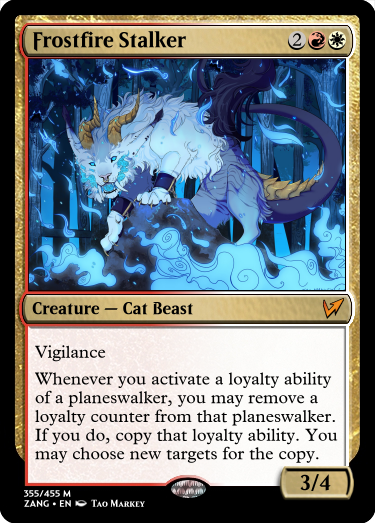 Frostfire Stalker 2
Creature — Cat Beast
Vigilance
Whenever you activate a loyalty ability
of a planeswalker, you may remove a
loyalty counter from that planeswalker.
If you do, copy that loyalty ability. You
may choose new targets for the copy.
3/4
355/455 M
ZANG • EN Tao Markey